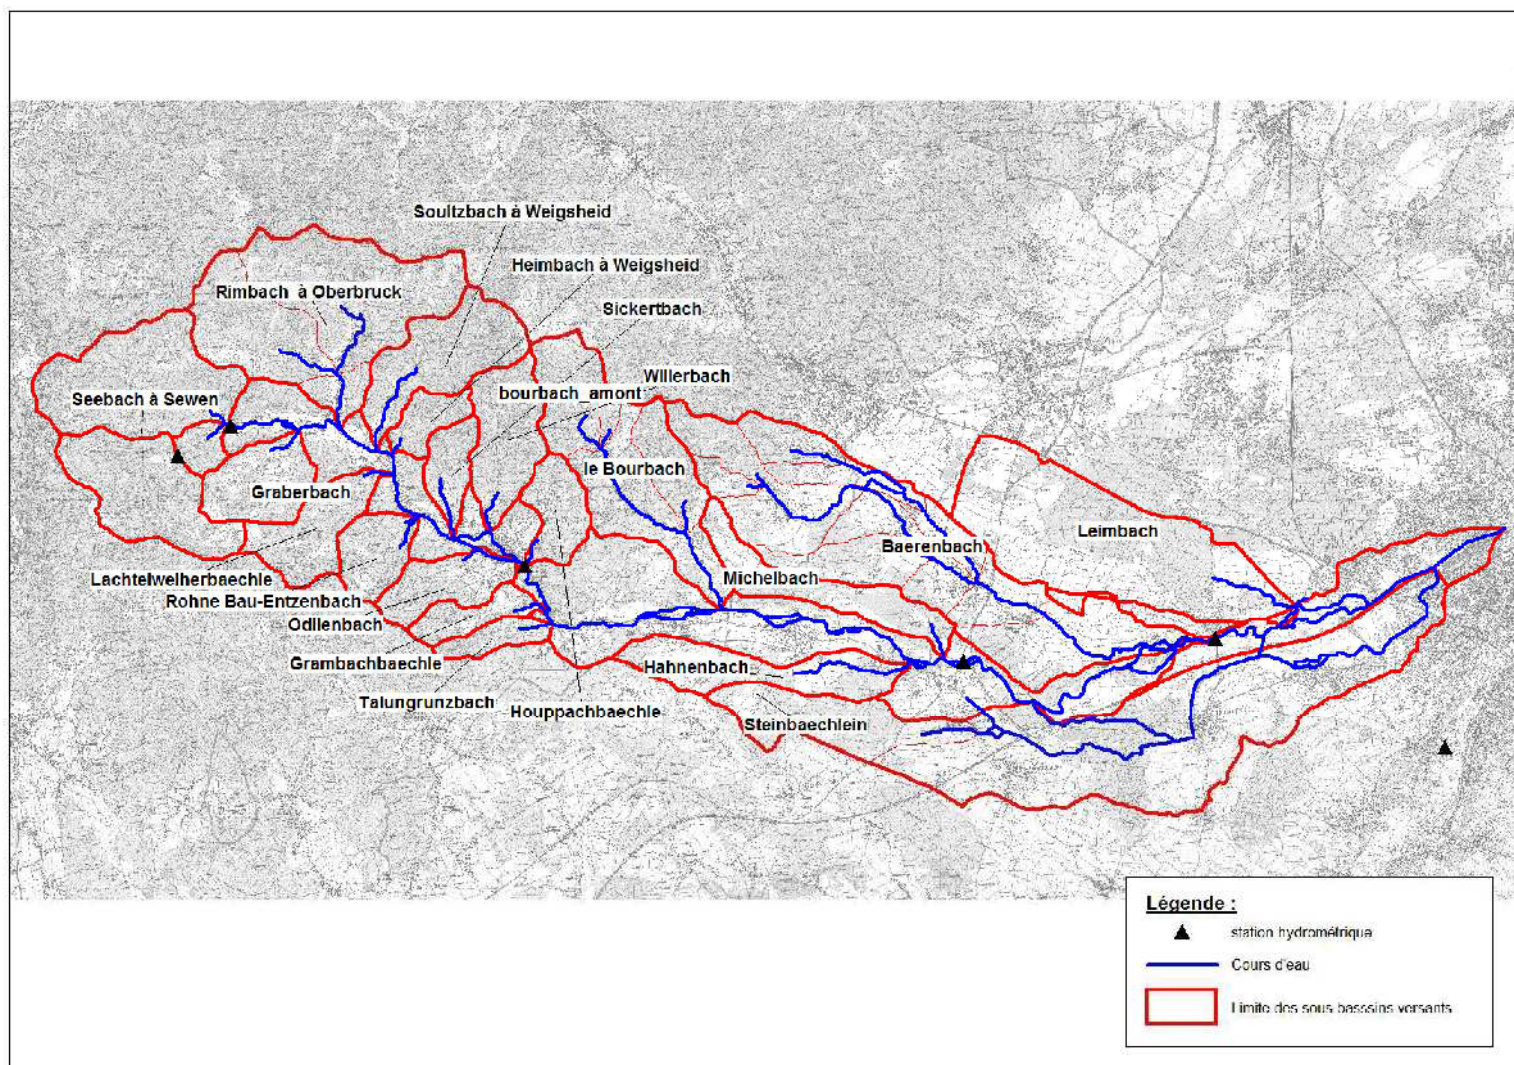 Soultzbach à Weigsheid
Heimbach à Weigsheid
Rimbach à Oberbruck
Sickertbach
Willerbach
bourbach_amont
Seebach à Sewen
le Bourbach
Graberbach
Leimbach
Baerenbach
Lachtelweiherbaechle
Michelbach
Rohne Bau-Entzenbach
Odilenbach
Grambachbaechle
Hahnenbach
Talungrunzbach
Houppachbaechle
Steinbaechlein
Légende :
station hydrométrique
Cours d'eau
Limite des sous basssins versants